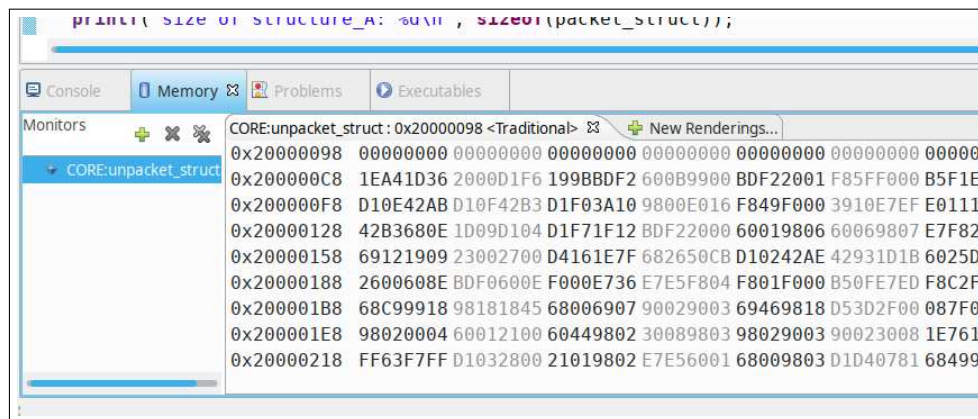 printf("size of structure_A: %d\n", sizeof(packet_struct));
Console Memory Problems Executables
Monitors
CORE:unpacket_struct
CORE:unpacket_struct : 0x20000098 <Traditional> New Renderings...
0x20000098 00000000 00000000 00000000 00000000 00000000 00000000 00000
0x200000C8 1EA41D36 2000D1F6 199BBDF2 600B9900 BDF22001 F85FF000 B5F1E
0x200000F8 D10E42AB D10F42B3 D1F03A10 9800E016 F849F000 3910E7EF E0111
0x20000128 42B3680E 1D09D104 D1F71F12 BDF22000 60019806 60069807 E7F82
0x20000158 69121909 23002700 D4161E7F 682650CB D10242AE 42931D1B 6025D
0x20000188 2600608E BDF0600E F000E736 E7E5F804 F801F000 B50FE7ED F8C2F
0x200001B8 68C99918 98181845 68006907 90029003 69469818 D53D2F00 087F0
0x200001E8 98020004 60012100 60449802 30089803 98029003 90023008 1E761
0x20000218 FF63F7FF D1032800 21019802 E7E56001 68009803 D1D40781 68499